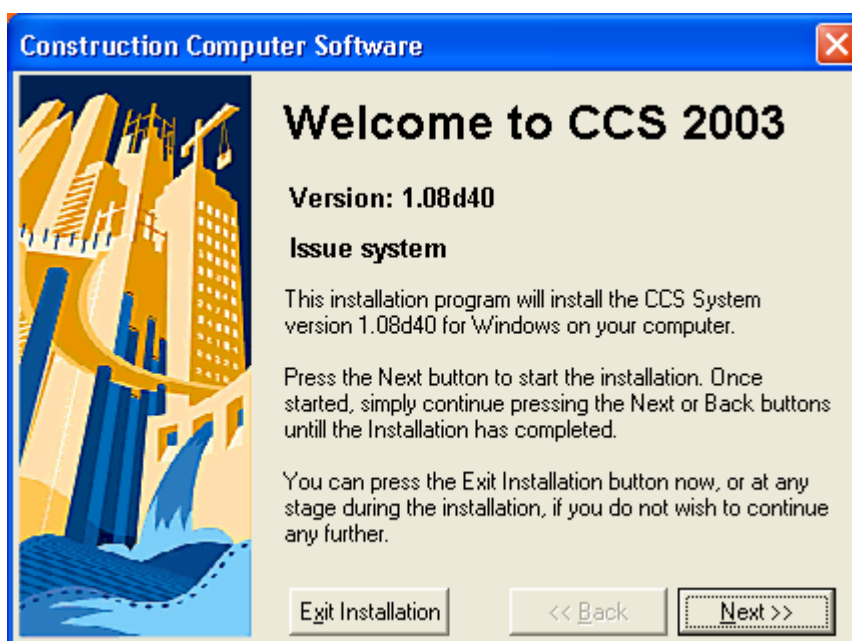 Construction Computer Software
Welcome to CCS 2003
Version: 1.08d40
Issue system
This installation program will install the CCS System
version 1.08d40 for Windows on your computer.
Press the Next button to start the installation. Once
started, simply continue pressing the Next or Back buttons
untill the Installation has completed.
You can press the Exit Installation button now, or at any
stage during the installation, if you do not wish to continue
any further.
Exit Installation << Back Next >>